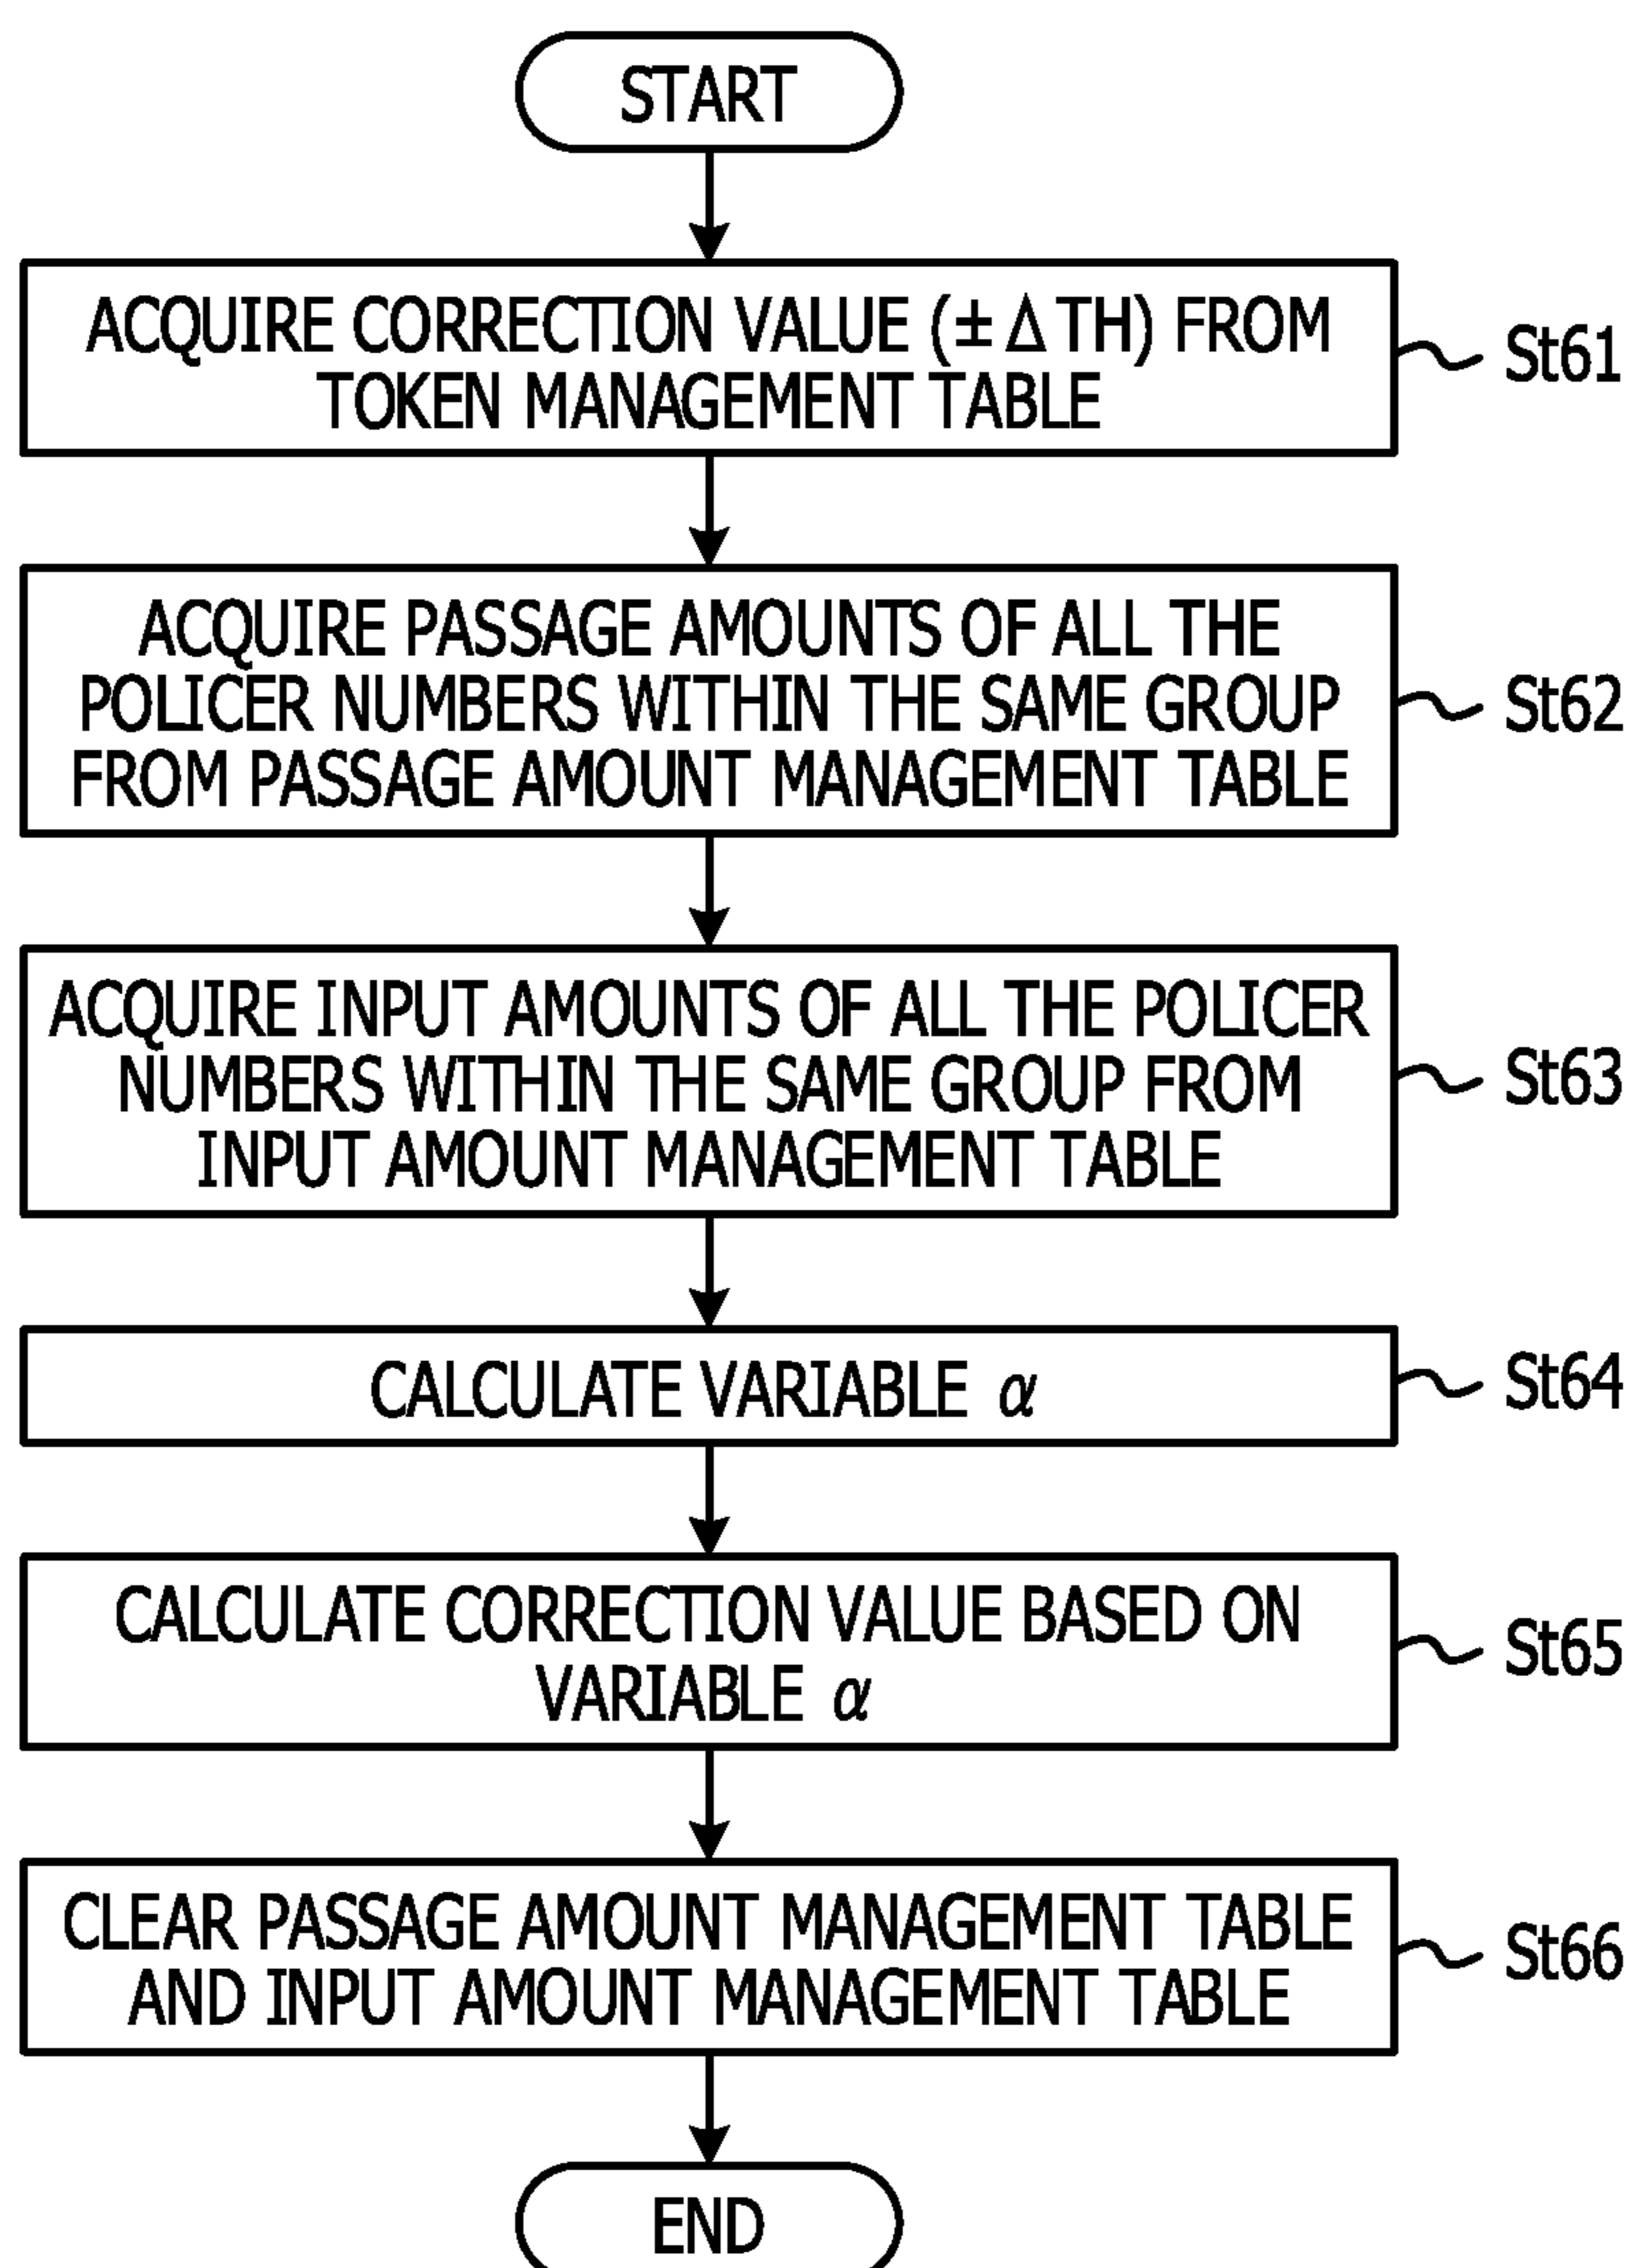 START
ACQUIRE CORRECTION VALUE (± Δ TH) FROM
TOKEN MANAGEMENT TABLE
St61
ACQUIRE PASSAGE AMOUNTS OF ALL THE
POLICER NUMBERS WITHIN THE SAME GROUP
FROM PASSAGE AMOUNT MANAGEMENT TABLE
St62
ACQUIRE INPUT AMOUNTS OF ALL THE POLICER
NUMBERS WITHIN THE SAME GROUP FROM
INPUT AMOUNT MANAGEMENT TABLE
St63
CALCULATE VARIABLE α
St64
CALCULATE CORRECTION VALUE BASED ON
VARIABLE α
St65
CLEAR PASSAGE AMOUNT MANAGEMENT TABLE
AND INPUT AMOUNT MANAGEMENT TABLE
St66
END